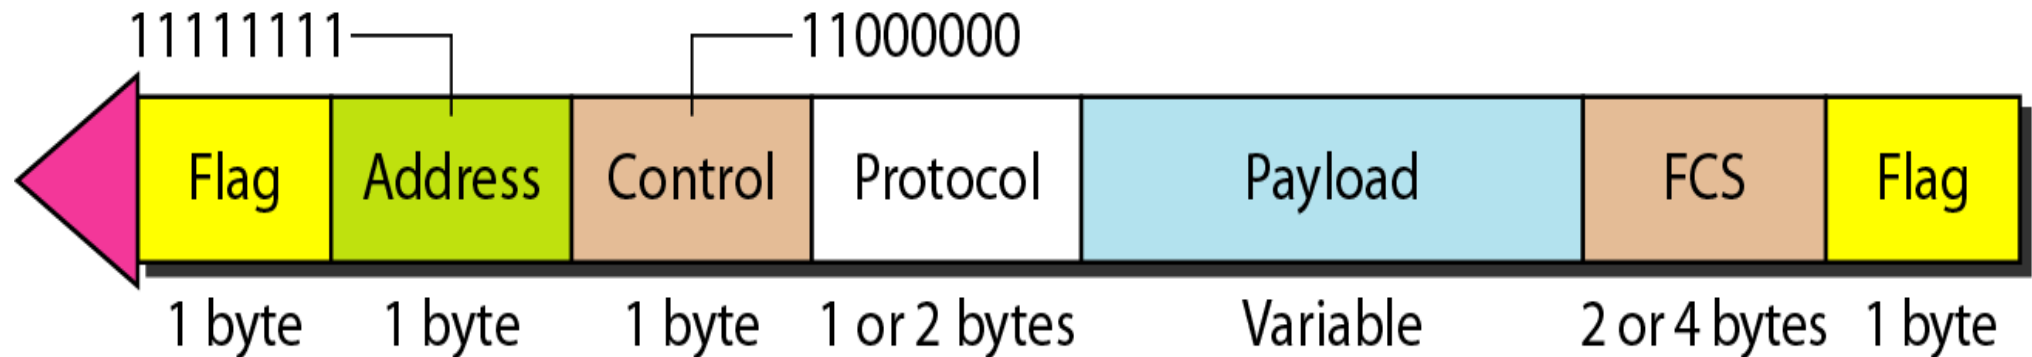 11111111 11000000
Flag Address Control Protocol Payload FCS Flag
1 byte 1 byte 1 byte 1 or 2 bytes Variable 2 or 4 bytes 1 byte